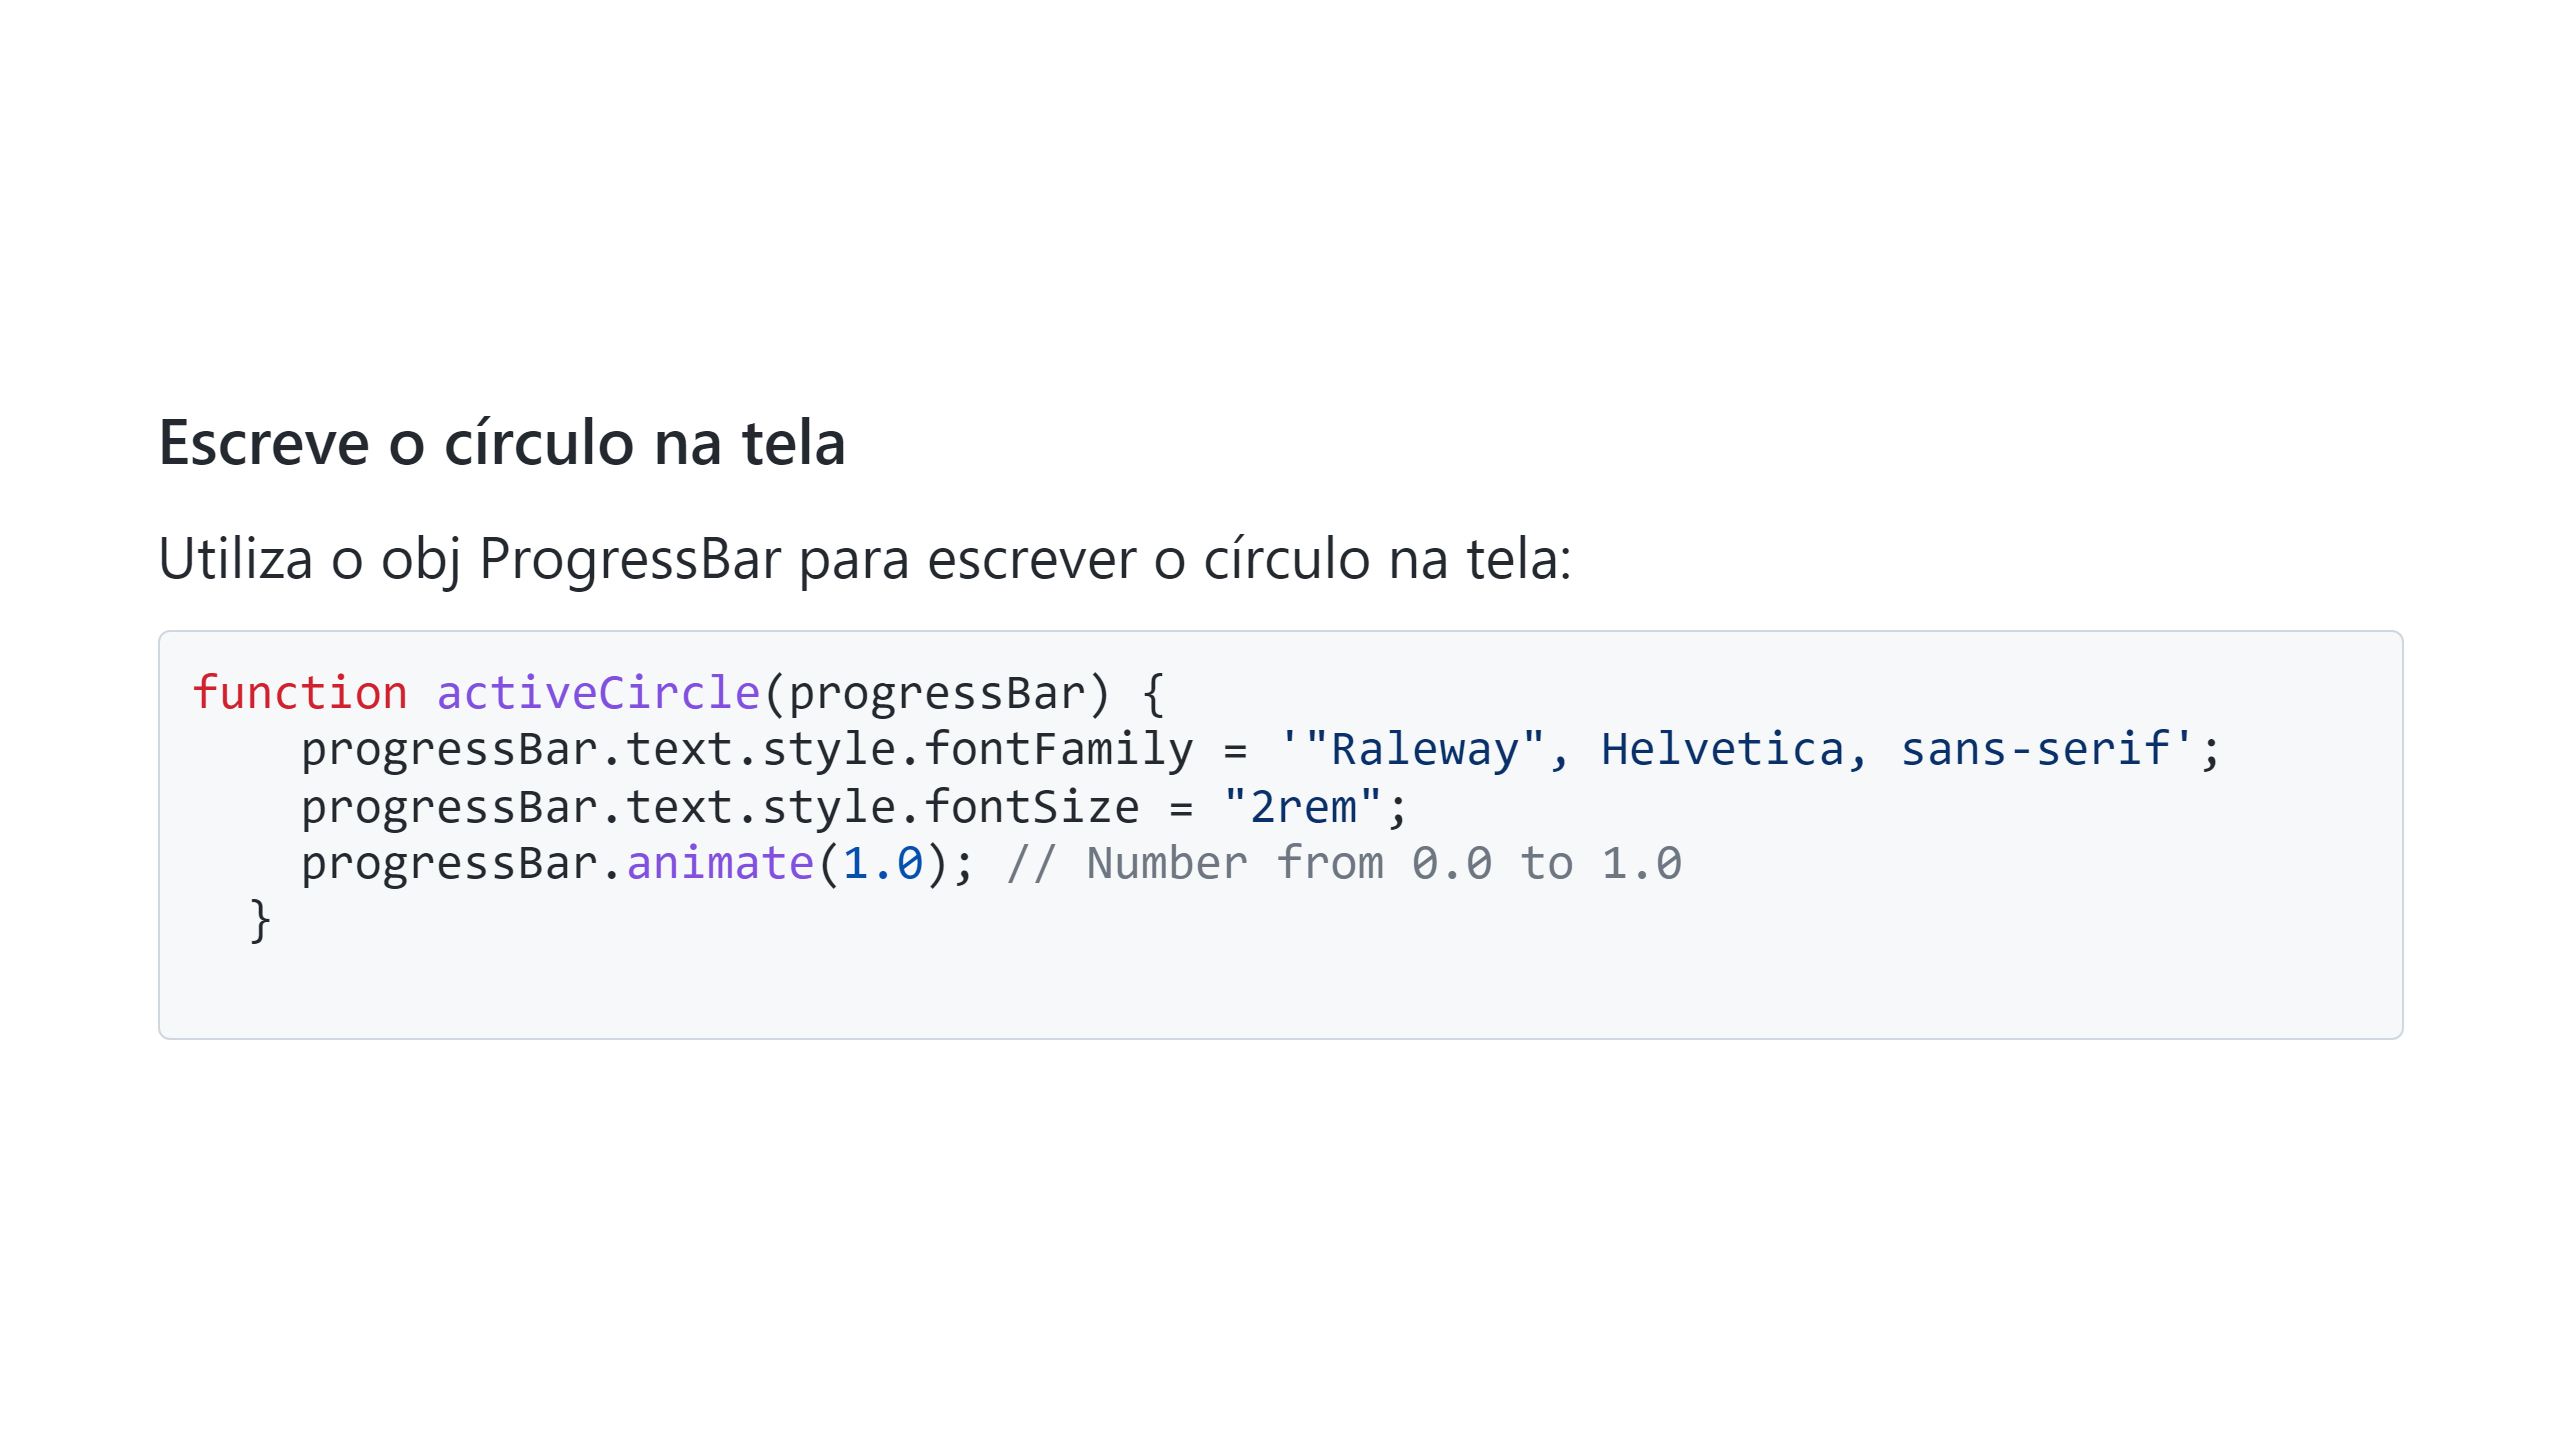 Escreve o círculo na tela
Utiliza o obj ProgressBar para escrever o círculo na tela:
function activeCircle(progressBar) {
    progressBar.text.style.fontFamily = '"Raleway", Helvetica, sans-serif';
    progressBar.text.style.fontSize = "2rem";
    progressBar.animate(1.0); // Number from 0.0 to 1.0
  }